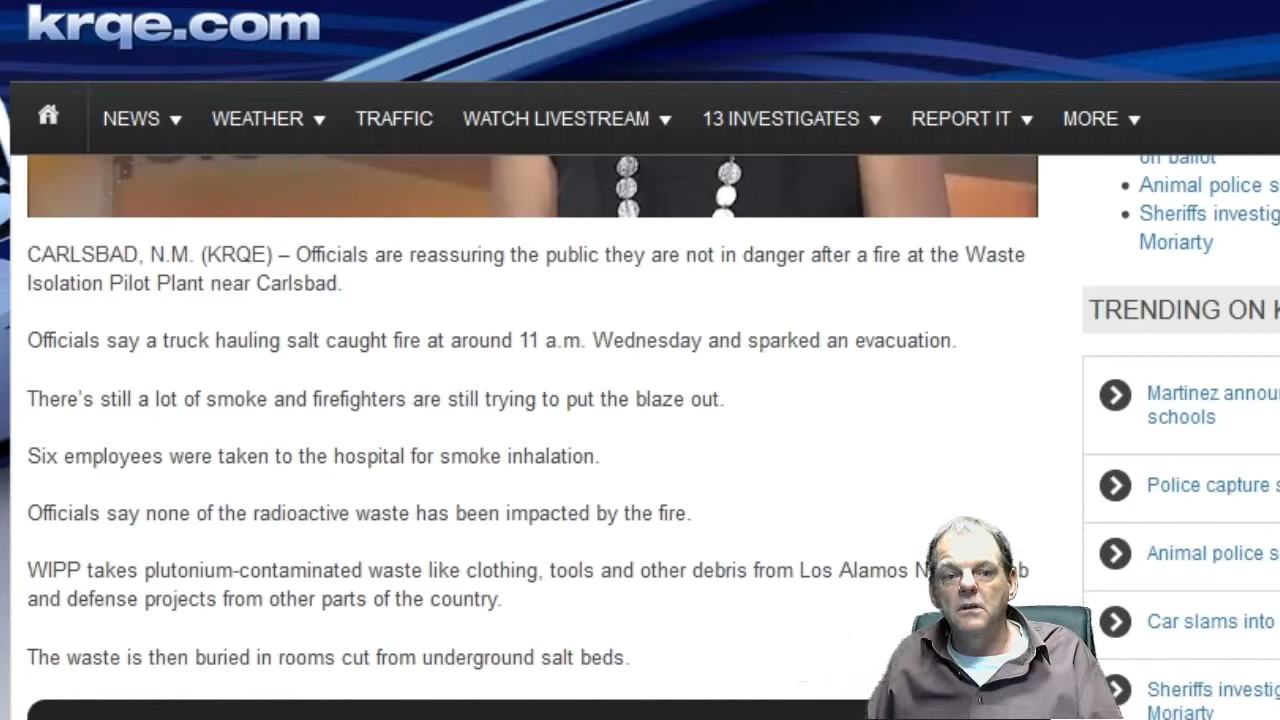 krqe.com
NEWS WEATHER TRAFFIC WATCH LIVESTREAM 13 INVESTIGATES REPORT IT MORE
CARLSBAD, N.M. (KRQE) – Officials are reassuring the public they are not in danger after a fire at the Waste
Isolation Pilot Plant near Carlsbad.
Officials say a truck hauling salt caught fire at around 11 a.m. Wednesday and sparked an evacuation.
There's still a lot of smoke and firefighters are still trying to put the blaze out.
Six employees were taken to the hospital for smoke inhalation.
Officials say none of the radioactive waste has been impacted by the fire.
WIPP takes plutonium-contaminated waste like clothing, tools and other debris from Los Alamos
and defense projects from other parts of the country.
The waste is then buried in rooms cut from underground salt beds.
on ballot
Animal police
Sheriffs
Moriarty
TRENDING ON
Martinez
schools
Police capture
Animal police
Car slams into
Sheriffs
Moriarty